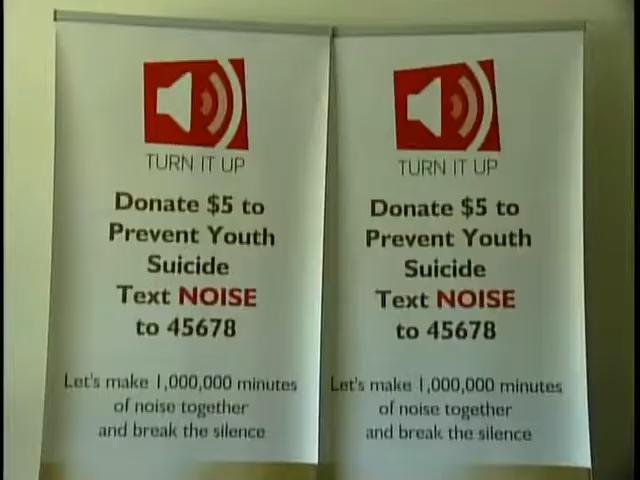 TURN IT UP
Donate $5 to
Prevent Youth
Suicide
Text NOISE
to 45678
Let's make 1,000,000 minutes
of noise together
and break the silence
TURN IT UP
Donate $5 to
Prevent Youth
Suicide
Text NOISE
to 45678
Let's make 1,000,000 minutes
of noise together
and break the silence